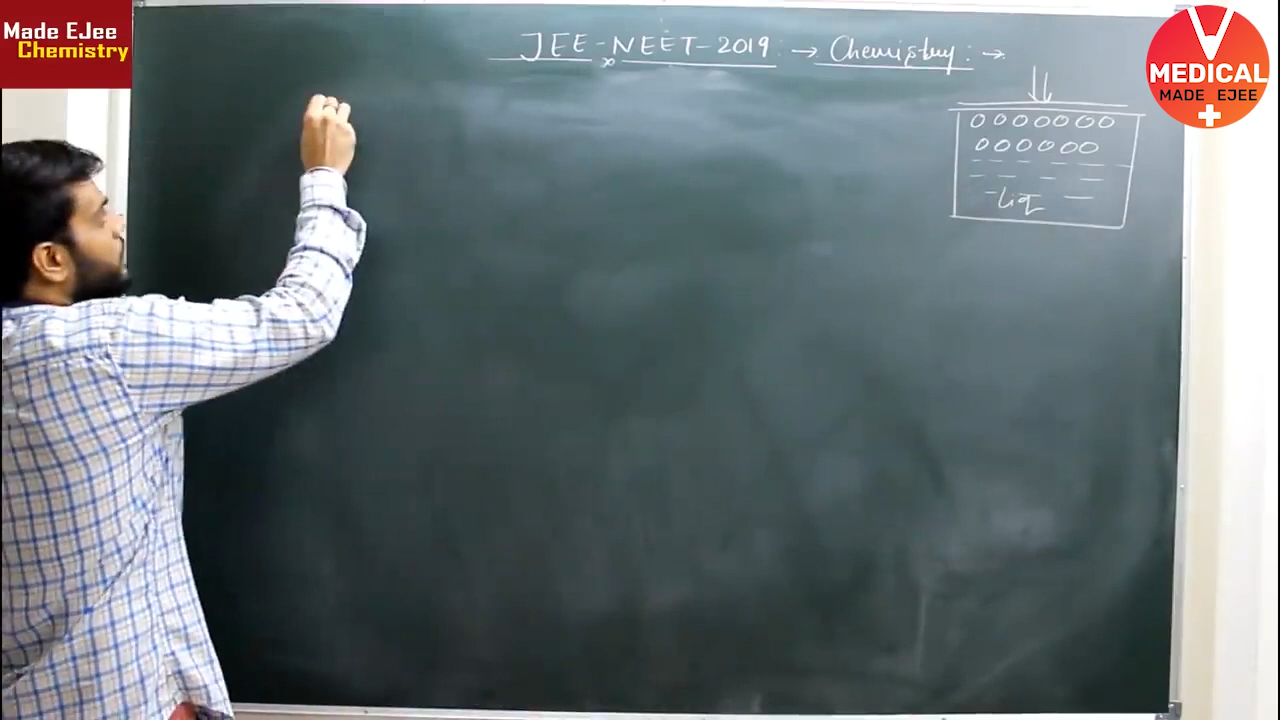 Made EJee
Chemistry
JEE-NEET-2019 → Chemistry: →
Liq
V
MEDICAL
MADE EJEE